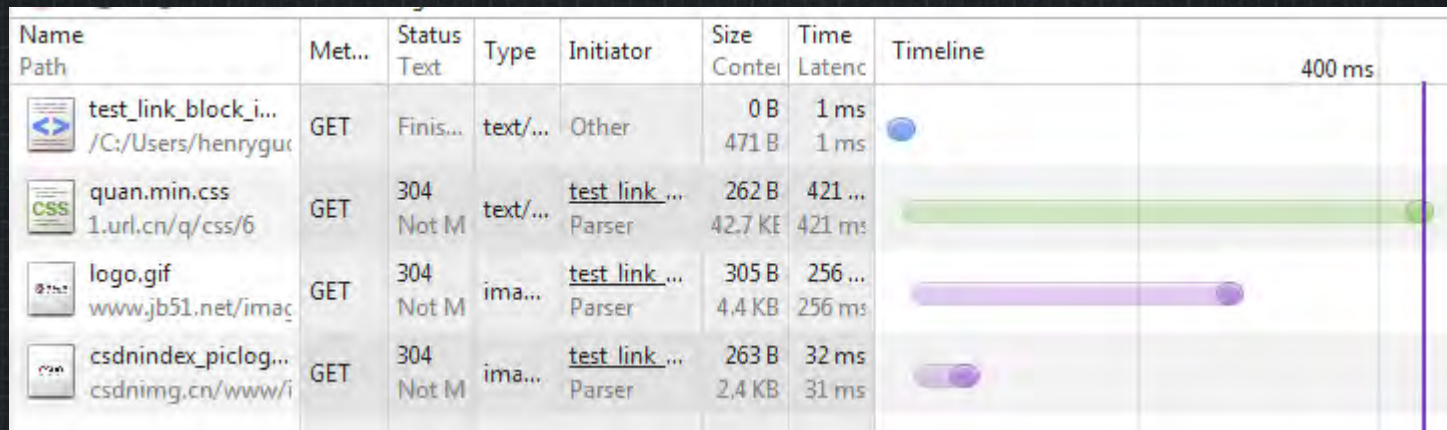 Name Met... Status Type Initiator Size Time Timeline
Path Text Conter Latenc 400 ms
test_link_block_i... GET Finis... text/... Other 0 B 1 ms
/C:/Users/henrygu 471 B 1 ms
quan.min.css GET 304 text/... test_link_... 262 B 421 ...
CSS 1.url.cn/q/css/6 Not M Parser 42.7 KB 421 ms
logo.gif GET 304 ima... test_link_... 305 B 256 ...
www.jb51.net/imag Not M Parser 4.4 KB 256 ms
csdnindex_piclog... GET 304 ima... test_link_... 263 B 32 ms
csdnimg.cn/www/i Not M Parser 2.4 KB 31 ms